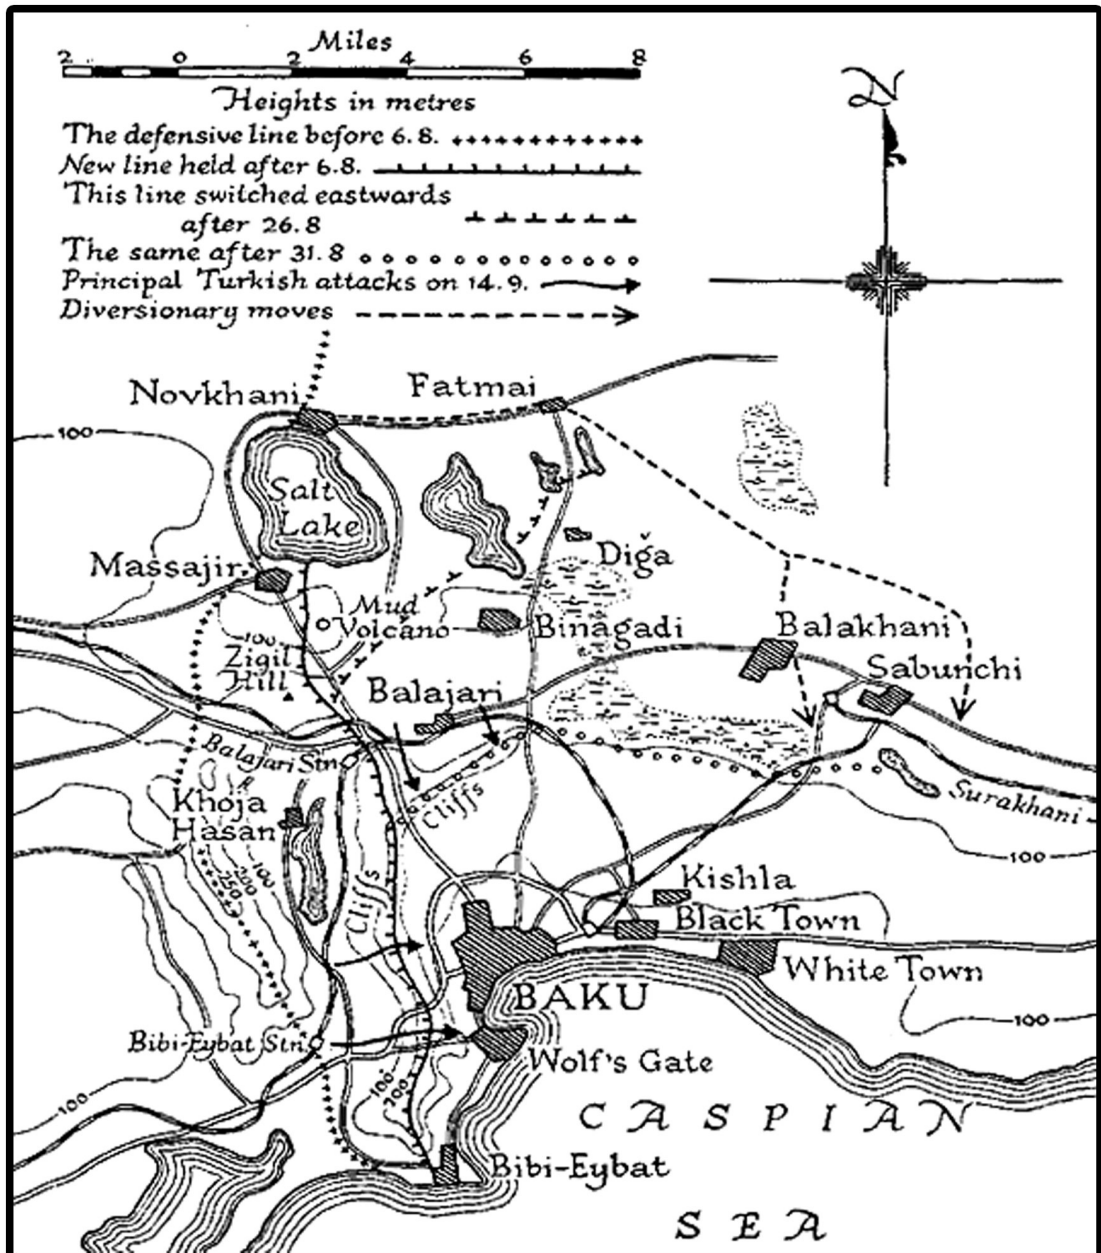 Miles
2 0 2 4 6 8
Heights in metres
The defensive line before 6.8.
New line held after 6.8.
This line switched eastwards
after 26.8
The same after 31.8
Principal Turkish attacks on 14.9.
Diversionary moves
N
Novkhani
Fatmai
100
Salt
Lake
Massajir
Diğa
Mud
Volcano
Binagadi
Balakhani
100
Zigil
Hill
Balajari
Sabunchi
Balajari Stn
Khoja
Hasan
Cliffs
Surakhani
100
250
200
100
Cliffs
Kishla
Black Town
White Town
BAKU
100
Bibi-Eybat Stn
Wolf's Gate
100
100
200
CASPIAN
Bibi-Eybat
SEA